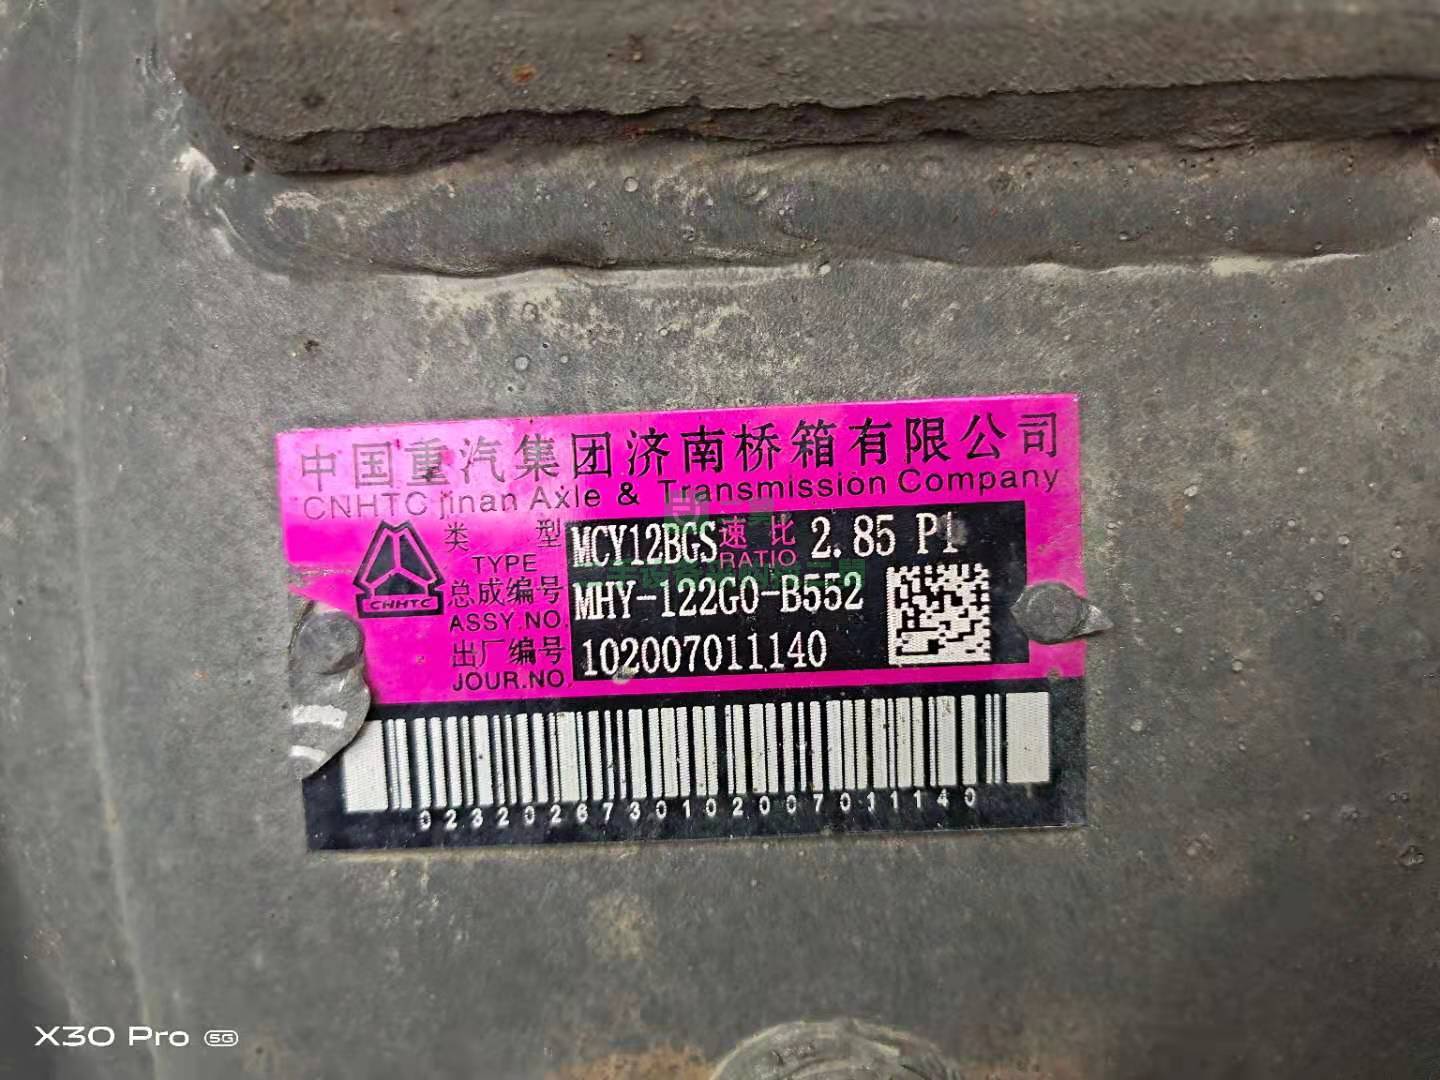 中国重汽集团济南桥箱有限公司
CNHTC Jinan Axle & Transmission Company
类 型 MCY12BGS 速比 2.85 P1
TYPE RATIO
CNHTC
总成编号 MHY-122G0-B552
ASSY.NO.
出厂编号 102007011140
JOUR.NO.
0232026730102007011140
X30 Pro 5G